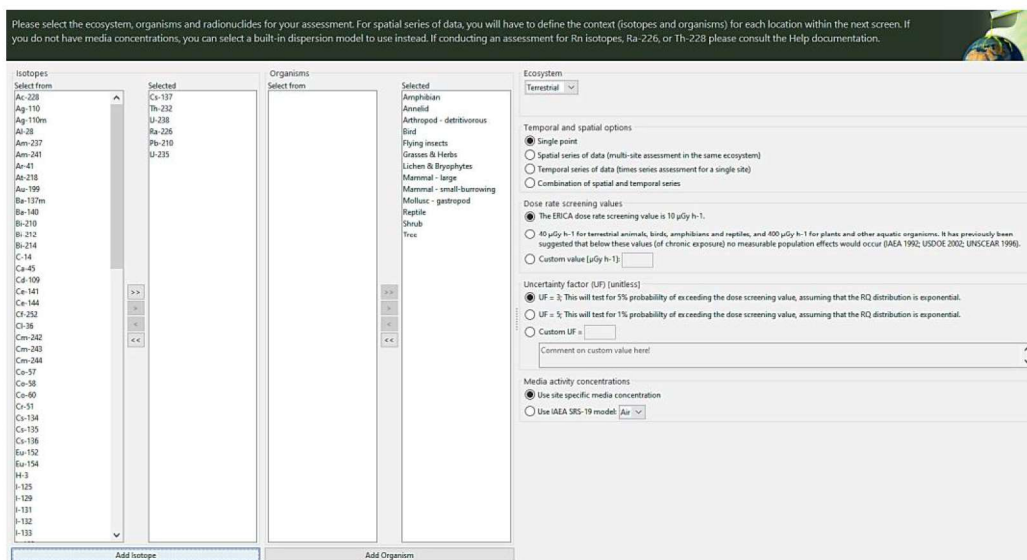 Please select the ecosystem, organisms and radionuclides for your assessment. For spatial series of data, you will have to define the context (isotopes and organisms) for each location within the next screen. If
you do not have media concentrations, you can select a built-in dispersion model to use instead. If conducting an assessment for Rn isotopes, Ra-226, or Th-228 please consult the Help documentation.
Isotopes
Select from
Ac-228
Ag-110
Ag-110m
Al-28
Am-237
Am-241
Ar-41
At-218
Au-199
Ba-137m
Ba-140
Bi-210
Bi-212
Bi-214
C-14
Ca-45
Cd-109
Ce-141
Ce-144
Cf-252
Cl-36
Cm-242
Cm-243
Cm-244
Co-57
Co-58
Co-60
Cr-51
Cs-134
Cs-135
Cs-136
Eu-152
Eu-154
H-3
I-125
I-129
I-131
I-132
I-133
>>
>
<
<<
Selected
Cs-137
Th-232
U-238
Ra-226
Pb-210
U-235
Add Isotope
Organisms
Select from
>>
>
<
<<
Selected
Amphibian
Annelid
Arthropod - detritivorous
Bird
Flying insects
Grasses & Herbs
Lichen & Bryophytes
Mammal - large
Mammal - small-burrowing
Mollusc - gastropod
Reptile
Shrub
Tree
Add Organism
Ecosystem
Terrestrial
Temporal and spatial options
Single point
Spatial series of data (multi-site assessment in the same ecosystem)
Temporal series of data (times series assessment for a single site)
Combination of spatial and temporal series
Dose rate screening values
The ERICA dose rate screening value is 10 µGy h-1.
40 µGy h-1 for terrestrial animals, birds, amphibians and reptiles, and 400 µGy h-1 for plants and other aquatic organisms. It has previously been
suggested that below these values (of chronic exposure) no measurable population effects would occur (IAEA 1992; USDOE 2002; UNSCEAR 1996).
Custom value [µGy h-1]:
Uncertainty factor (UF) [unitless]
UF = 3; This will test for 5% probability of exceeding the dose screening value, assuming that the RQ distribution is exponential.
UF = 5; This will test for 1% probability of exceeding the dose screening value, assuming that the RQ distribution is exponential.
Custom UF =
Comment on custom value here!
Media activity concentrations
Use site specific media concentration
Use IAEA SRS-19 model: Air